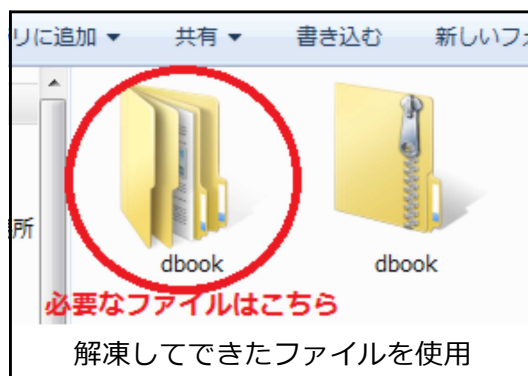 リに追加 ▼ 共有 ▼ 書き込む 新しいフ
所
dbook dbook
必要なファイルはこちら
解凍してできたファイルを使用